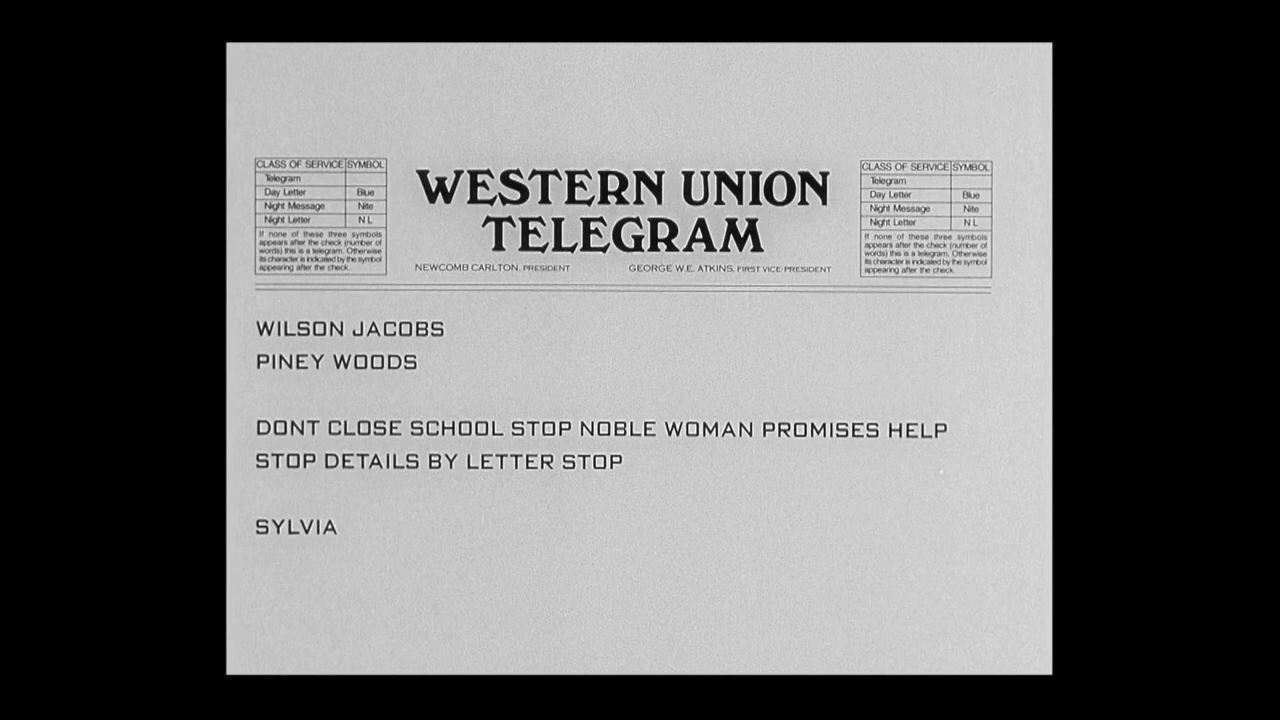 CLASS OF SERVICE SYMBOL
Telegram
Day Letter Blue
Night Message Nite
Night Letter N L
If none of these three symbols
appears after the check (number of
words) this is a telegram. Otherwise
its character is indicated by the symbol
appearing after the check.
WESTERN UNION
TELEGRAM
NEWCOMB CARLTON, PRESIDENT GEORGE W.E. ATKINS, FIRST VICE-PRESIDENT
CLASS OF SERVICE SYMBOL
Telegram
Day Letter Blue
Night Message Nite
Night Letter N L
If none of these three symbols
appears after the check (number of
words) this is a telegram. Otherwise
its character is indicated by the symbol
appearing after the check.
WILSON JACOBS
PINEY WOODS
DONT CLOSE SCHOOL STOP NOBLE WOMAN PROMISES HELP
STOP DETAILS BY LETTER STOP
SYLVIA